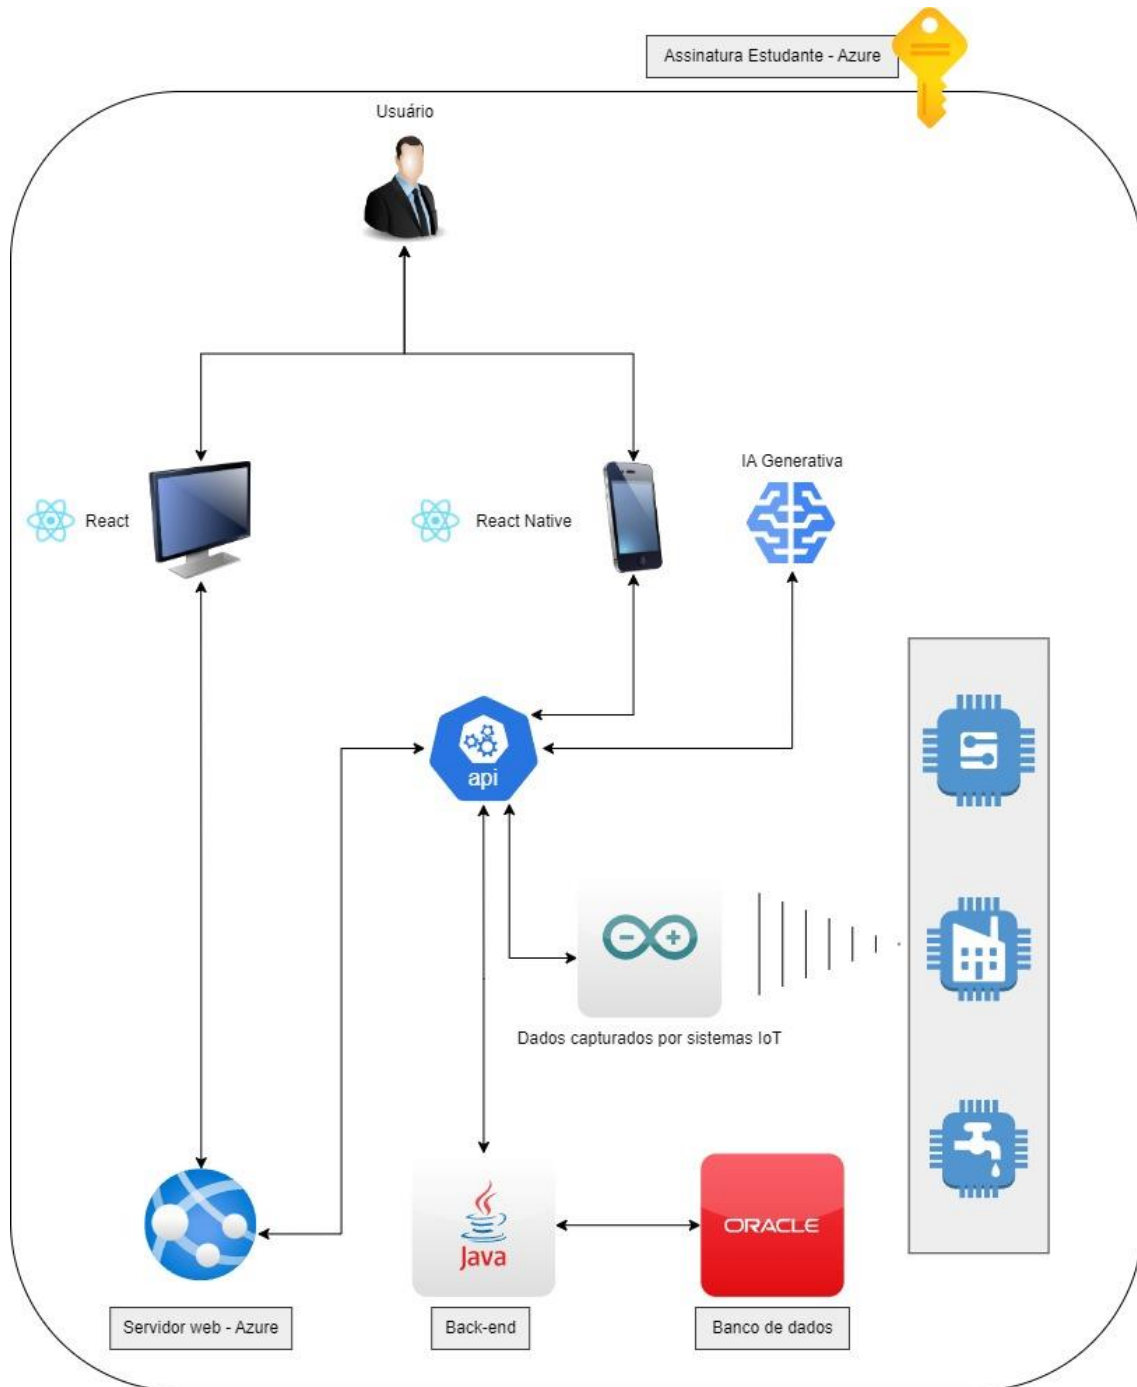 Assinatura Estudante - Azure
Usuário
React
React Native
IA Generativa
api
Dados capturados por sistemas IoT
Java
ORACLE
Servidor web - Azure
Back-end
Banco de dados